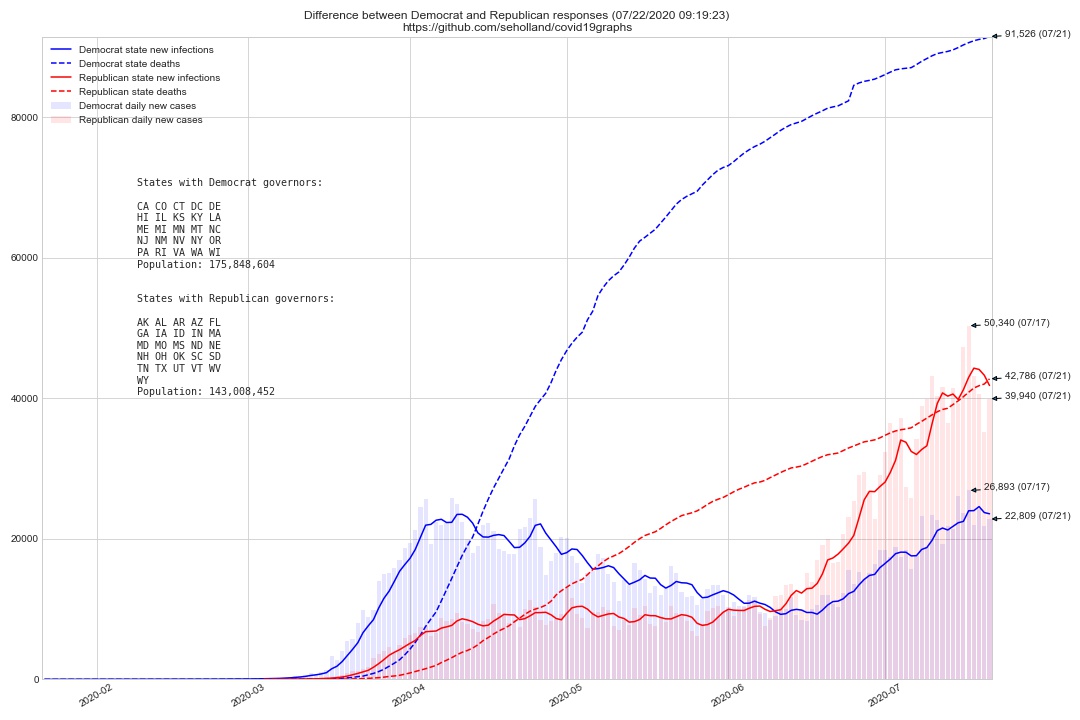 Difference between Democrat and Republican responses (07/22/2020 09:19:23)
https://github.com/seholland/covid19graphs
Democrat state new infections
Democrat state deaths
Republican state new infections
Republican state deaths
Democrat daily new cases
Republican daily new cases
States with Democrat governors:
CA CO CT DC DE
HI IL KS KY LA
ME MI MN MT NC
NJ NM NV NY OR
PA RI VA WA WI
Population: 175,848,604
States with Republican governors:
AK AL AR AZ FL
GA IA ID IN MA
MD MO MS ND NE
NH OH OK SC SD
TN TX UT VT WV
WY
Population: 143,008,452
91,526 (07/21)
50,340 (07/17)
42,786 (07/21)
39,940 (07/21)
26,893 (07/17)
22,809 (07/21)
80000
60000
40000
20000
0
2020-02
2020-03
2020-04
2020-05
2020-06
2020-07